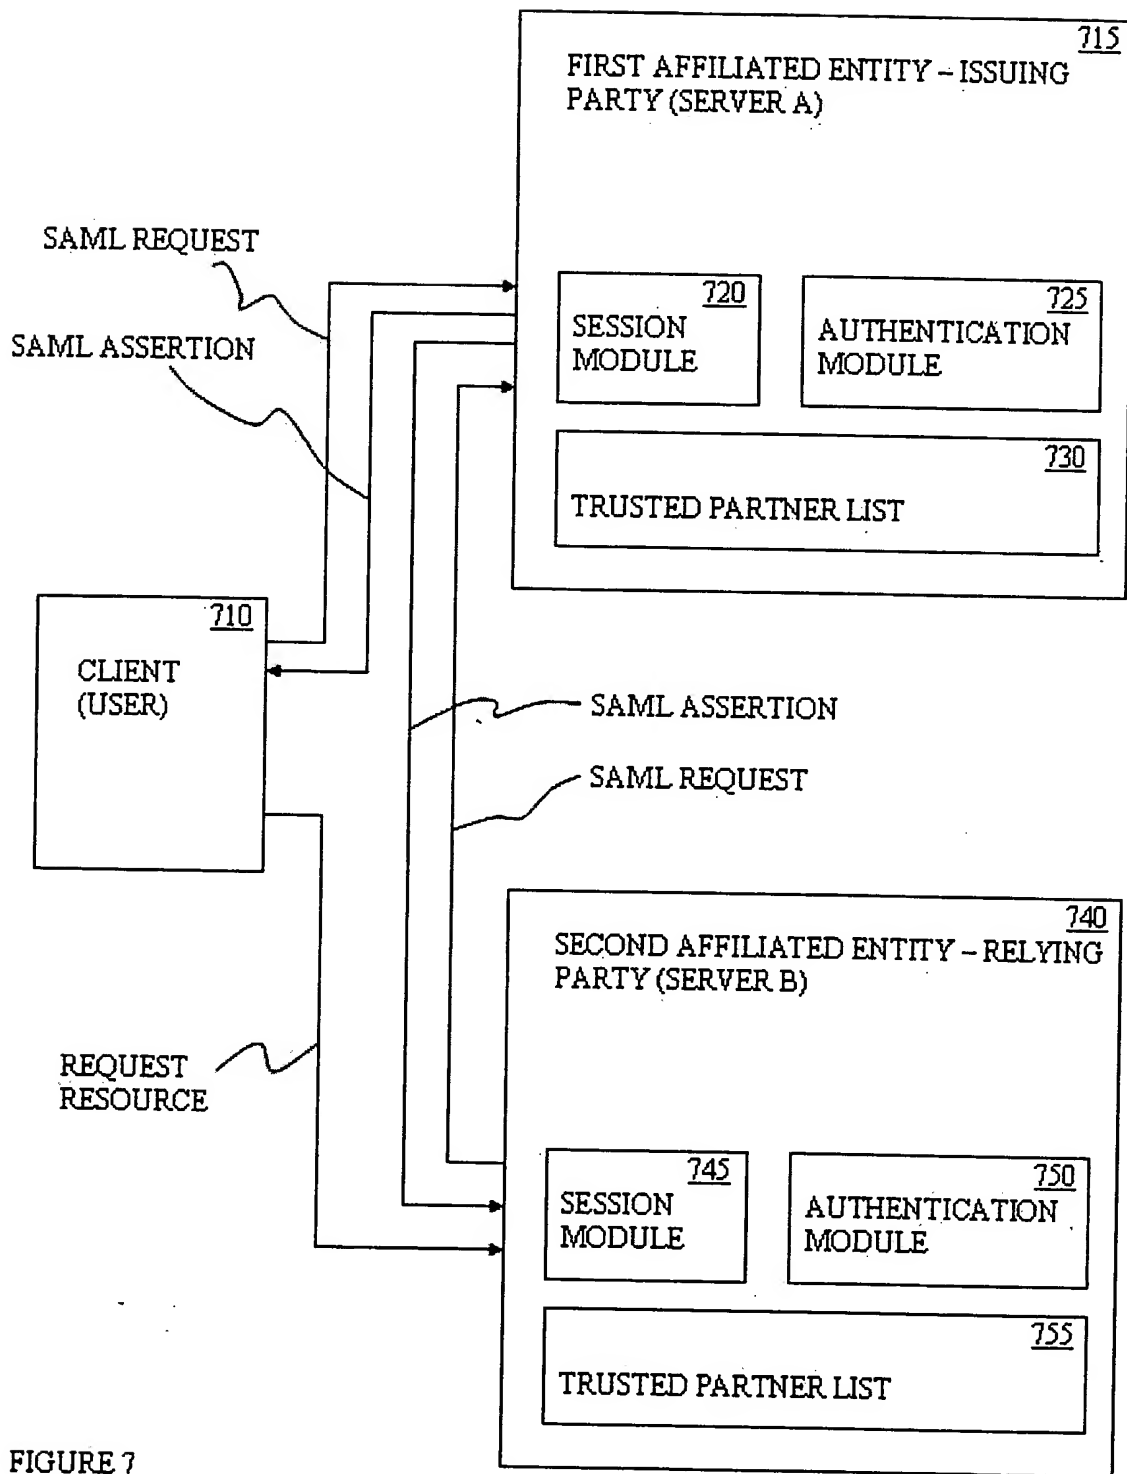 715
FIRST AFFILIATED ENTITY – ISSUING
PARTY (SERVER A)
SAML REQUEST
SAML ASSERTION
720
SESSION
MODULE
725
AUTHENTICATION
MODULE
730
TRUSTED PARTNER LIST
710
CLIENT
(USER)
SAML ASSERTION
SAML REQUEST
740
SECOND AFFILIATED ENTITY – RELYING
PARTY (SERVER B)
REQUEST
RESOURCE
745
SESSION
MODULE
750
AUTHENTICATION
MODULE
755
TRUSTED PARTNER LIST
FIGURE 7